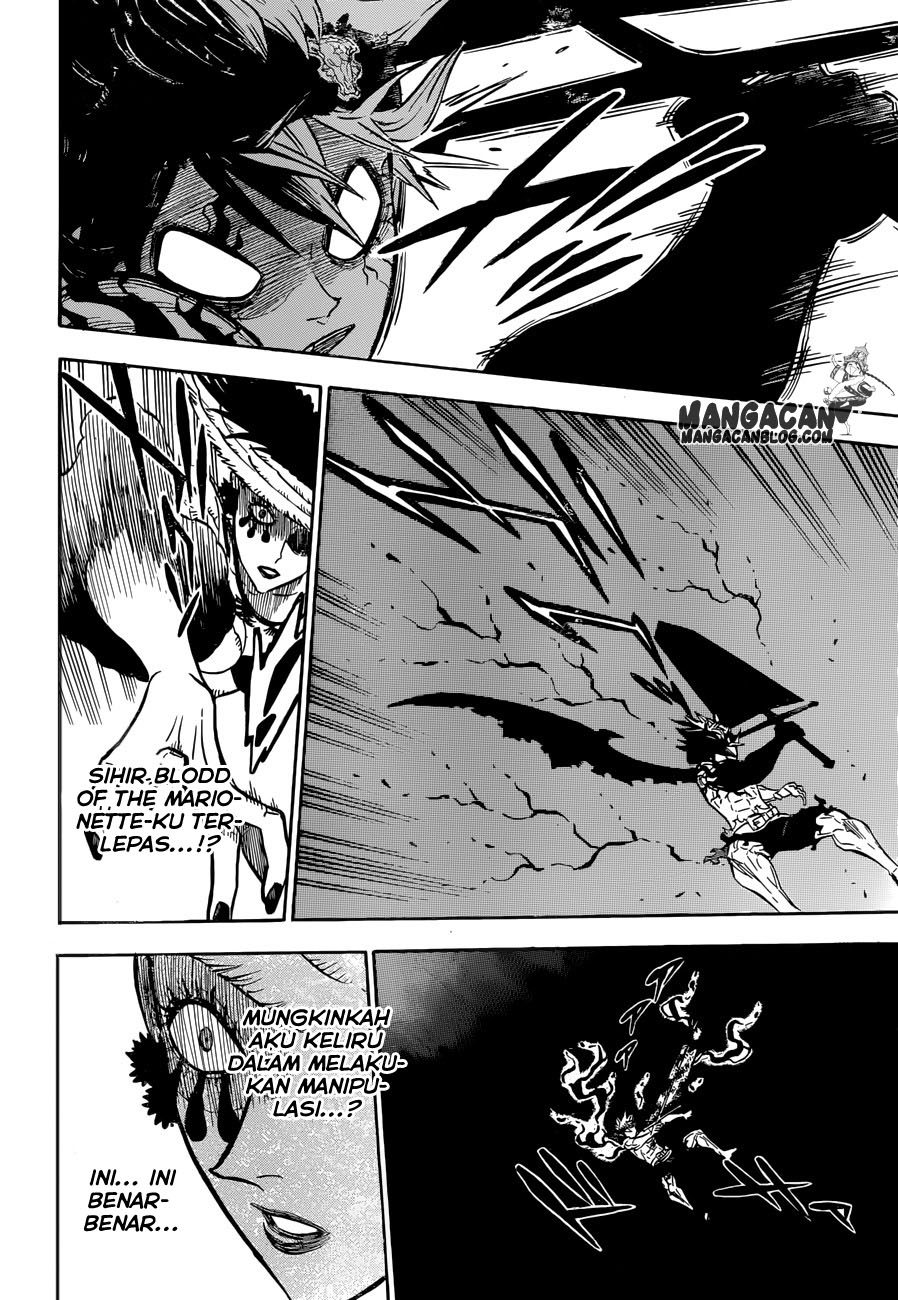 MANGACAN
MANGACANBLOG.COM
SIHIR BLODD
OF THE MARIO-
NETTE-KU TER-
LEPAS...!?
MUNGKINKAH
AKU KELIRU
DALAM MELAKU-
KAN MANIPU-
LASI...?
INI... INI
BENAR-
BENAR...